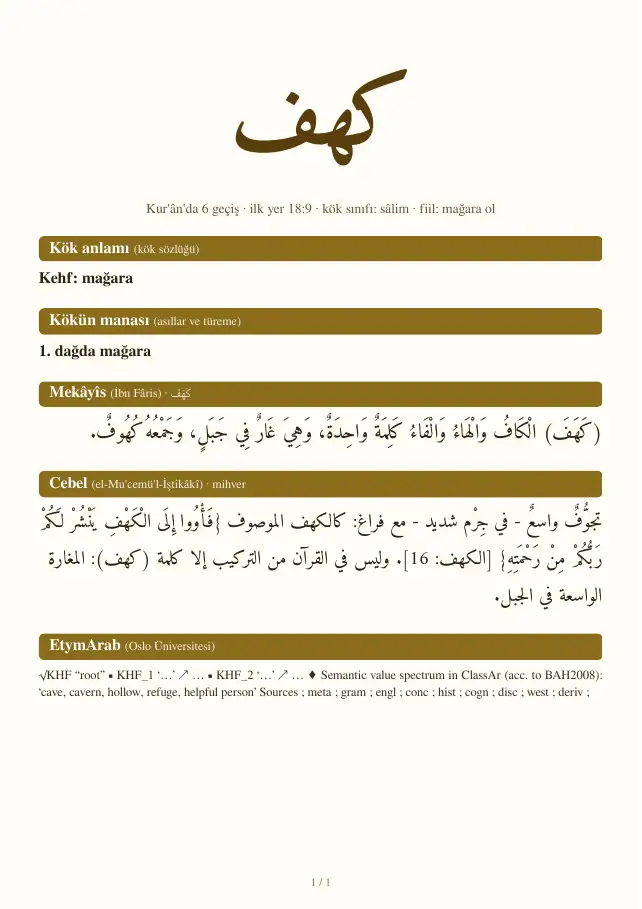 كهف
Kur'ân'da 6 geçiş · ilk yer 18:9 · kök sınıfı: sâlim · fiil: mağara ol
Kök anlamı (kök sözlüğü)
Kehf: mağara
Kökün manası (asıllar ve türeme)
1. dağda mağara
Mekâyîs (İbn Fâris) · كَهَفَ
(كَهَفَ) الْكَافُ وَالْهَاءُ وَالْفَاءُ كَلِمَةٌ وَاحِدَةٌ، وَهِيَ غَارٌ فِي جَبَلٍ، وَجَمْعُهُ كُهُوفٌ.
Cebel (el-Mu'cemü'l-İştikâkî) · mihver
تجوُّفٌ واسعٌ - في جِرْم شديد - مع فراغ: كالكهف الموصوف {فَأْوُوا إِلَى الْكَهْفِ يَنْشُرْ لَكُمْ
رَبُّكُمْ مِنْ رَحْمَتِهِ} [الكهف: 16]. وليس في القرآن من التركيب إلا كلمة (كهف): المغارة
الواسعة في الجبل.
EtymArab (Oslo Üniversitesi)
√KHF “root” ▪ KHF_1 ‘…’ ↗ … ▪ KHF_2 ‘…’ ↗ … ♦ Semantic value spectrum in ClassAr (acc. to BAH2008):
‘cave, cavern, hollow, refuge, helpful person’ Sources ; meta ; gram ; engl ; conc ; hist ; cogn ; disc ; west ; deriv ;
1 / 1